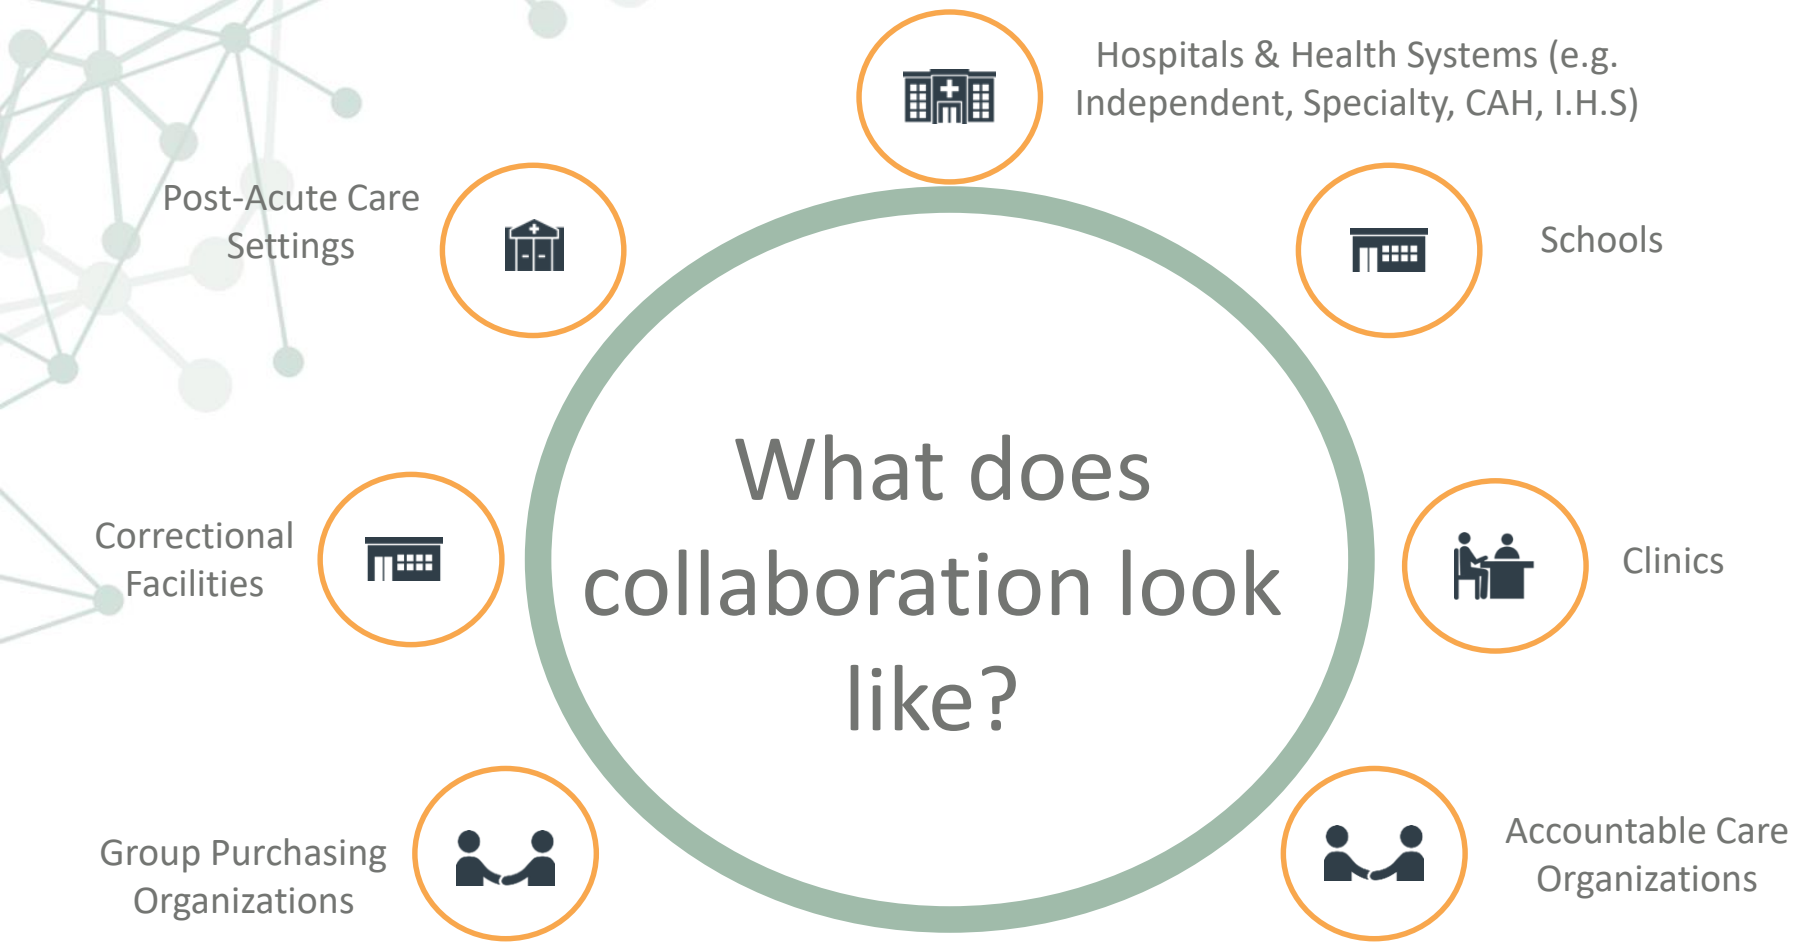 Hospitals & Health Systems (e.g.
Independent, Specialty, CAH, I.H.S)
Post-Acute Care
Settings
Schools
What does
collaboration look
like?
Correctional
Facilities
Clinics
Group Purchasing
Organizations
Accountable Care
Organizations